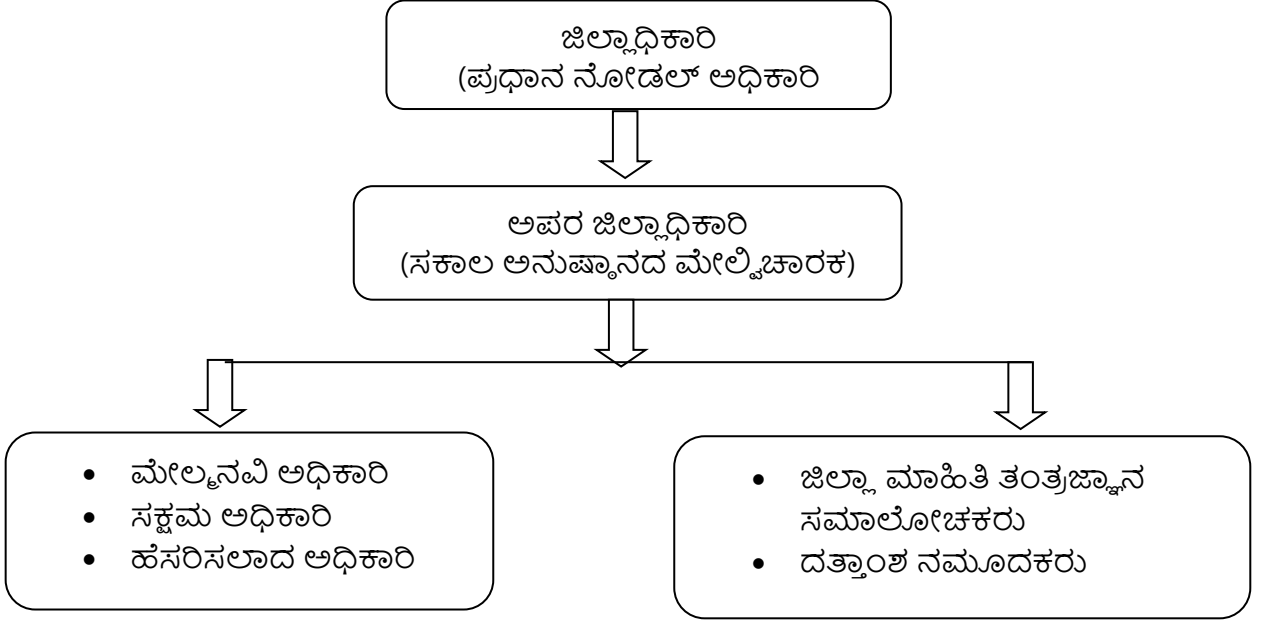 ಜಿಲ್ಲಾಧಿಕಾರಿ
(ಪ್ರಧಾನ ನೋಡಲ್ ಅಧಿಕಾರಿ
ಅಪರ ಜಿಲ್ಲಾಧಿಕಾರಿ
(ಸಕಾಲ ಅನುಷ್ಠಾನದ ಮೇಲ್ವಿಚಾರಕ)
• ಮೇಲ್ಮನವಿ ಅಧಿಕಾರಿ
• ಸಕ್ಷಮ ಅಧಿಕಾರಿ
• ಹೆಸರಿಸಲಾದ ಅಧಿಕಾರಿ
• ಜಿಲ್ಲಾ ಮಾಹಿತಿ ತಂತ್ರಜ್ಞಾನ
ಸಮಾಲೋಚಕರು
• ದತ್ತಾಂಶ ನಮೂದಕರು